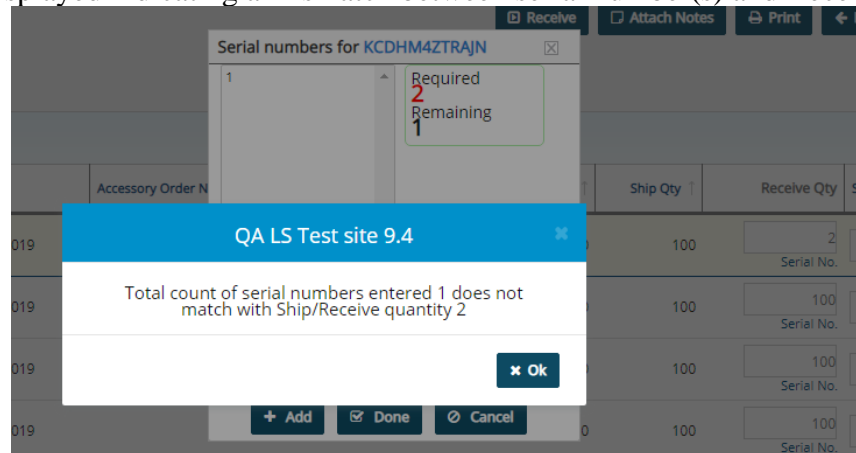 Receive Attach Notes Print
Serial numbers for KCDHM4ZTRAJN
1
Required
2
Remaining
1
Accessory Order N Ship Qty Receive Qty
QA LS Test site 9.4
019 100 2
Serial No.
Total count of serial numbers entered 1 does not
match with Ship/Receive quantity 2
019 100 100
Serial No.
Ok
019 100 100
Serial No.
+ Add Done Cancel
019 0 100 100
Serial No.